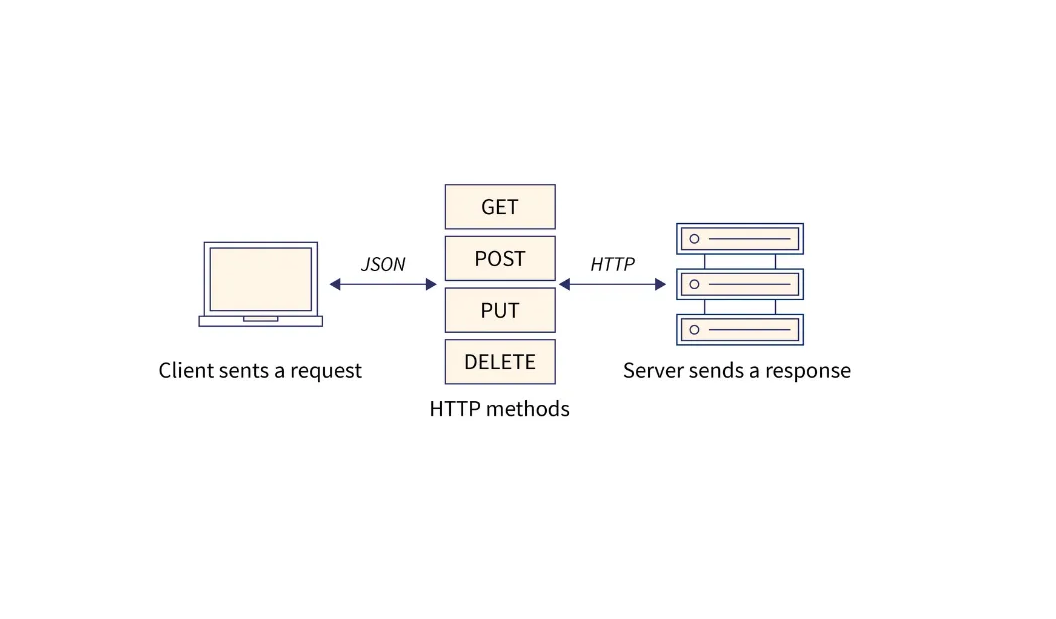 GET
POST
PUT
DELETE
JSON
HTTP
Client sents a request
HTTP methods
Server sends a response